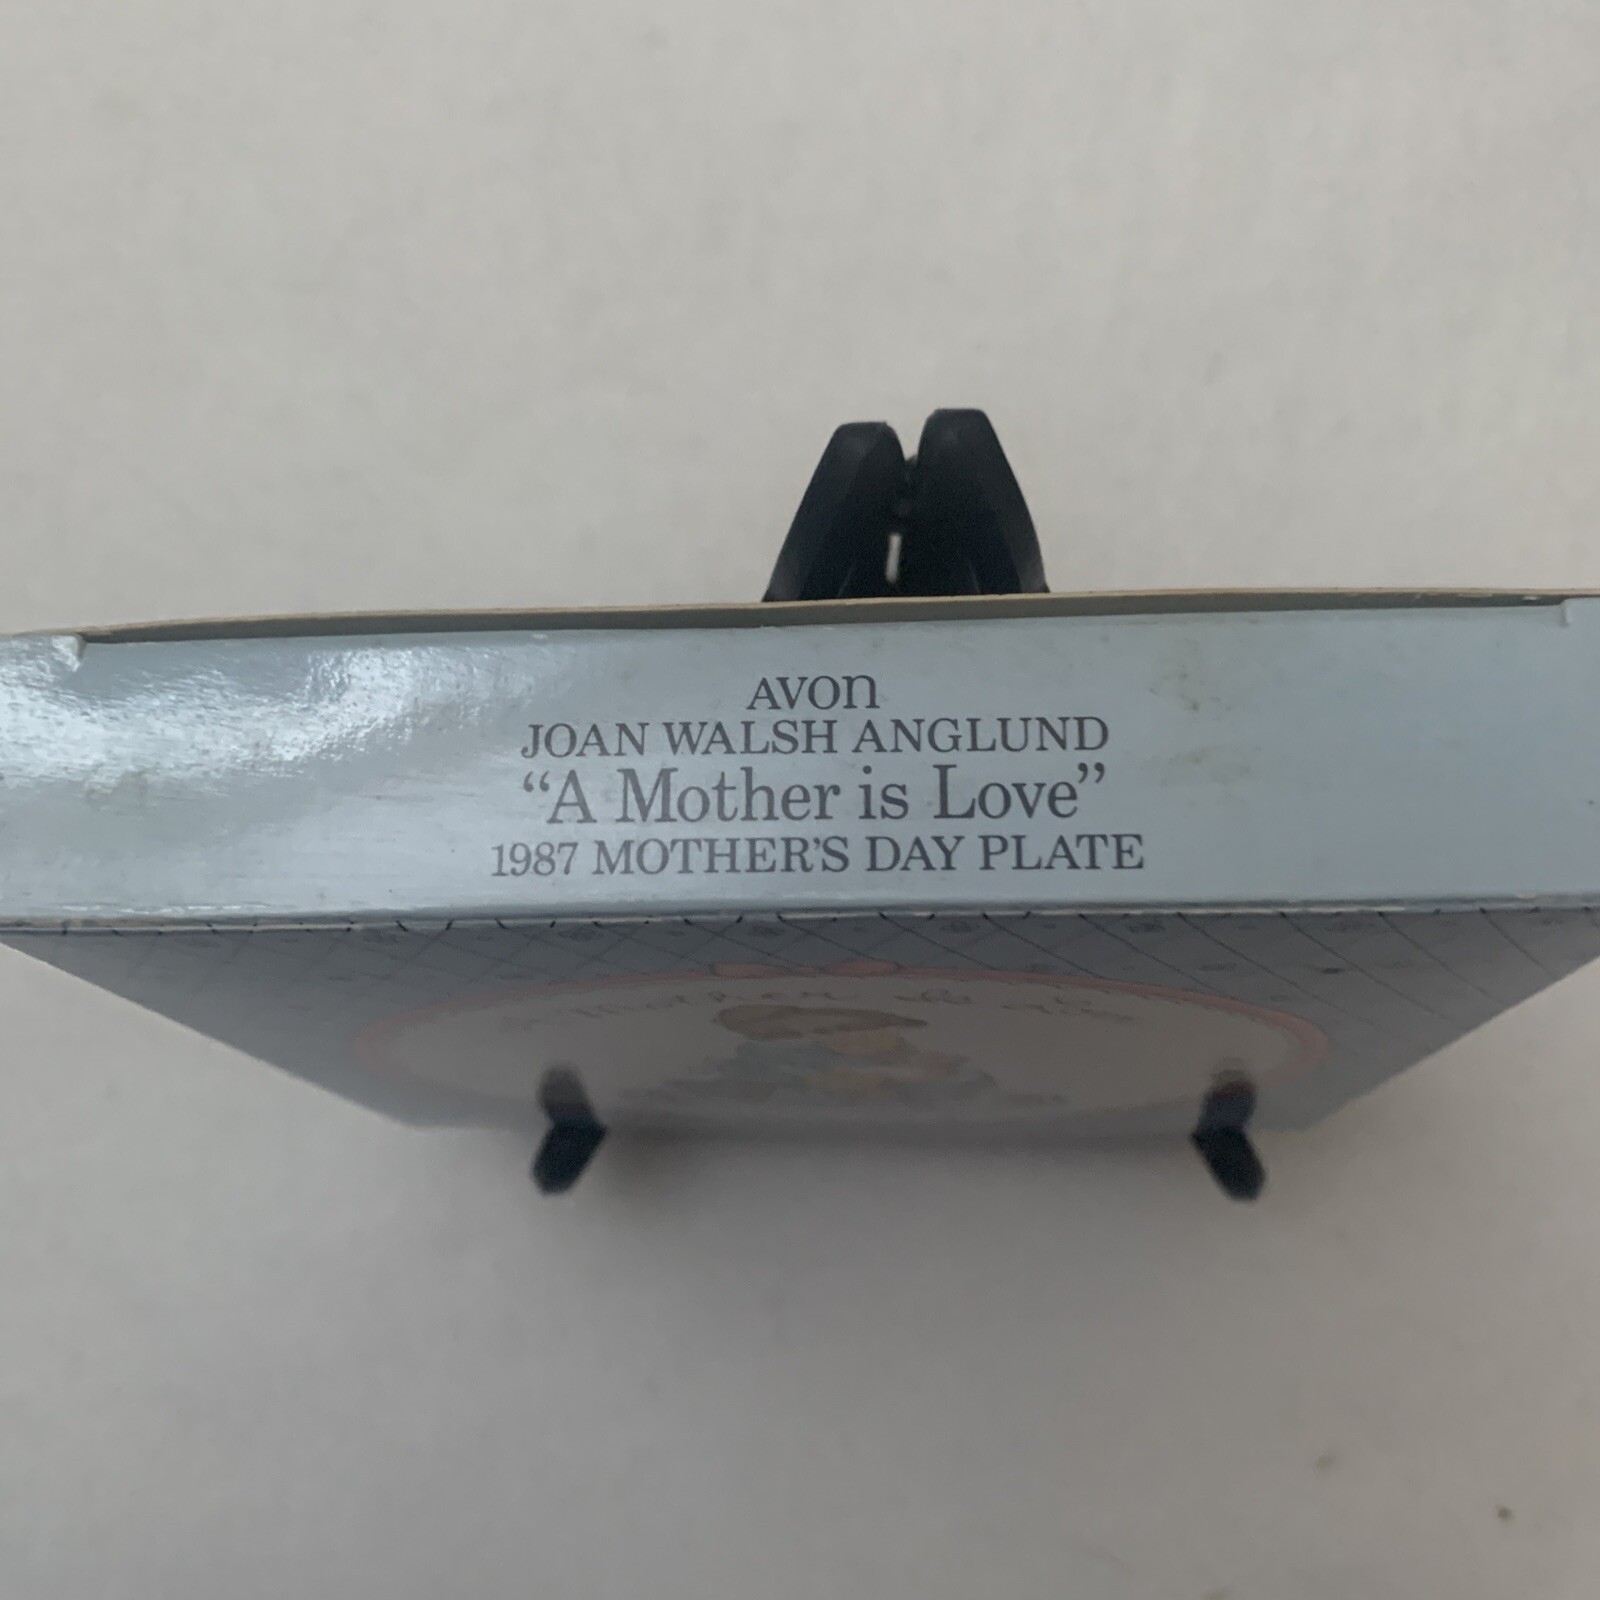 AVON
JOAN WALSH ANGLUND
“A Mother is Love”
1987 MOTHER'S DAY PLATE